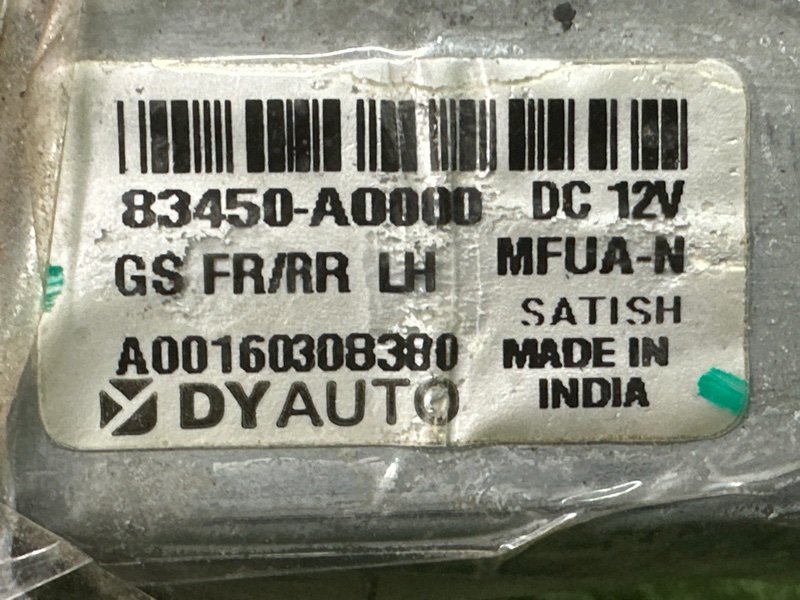 83450-A0000 DC 12V
GS FR/RR LH MFUA-N
SATISH
A00160308380 MADE IN
DYAUTO INDIA